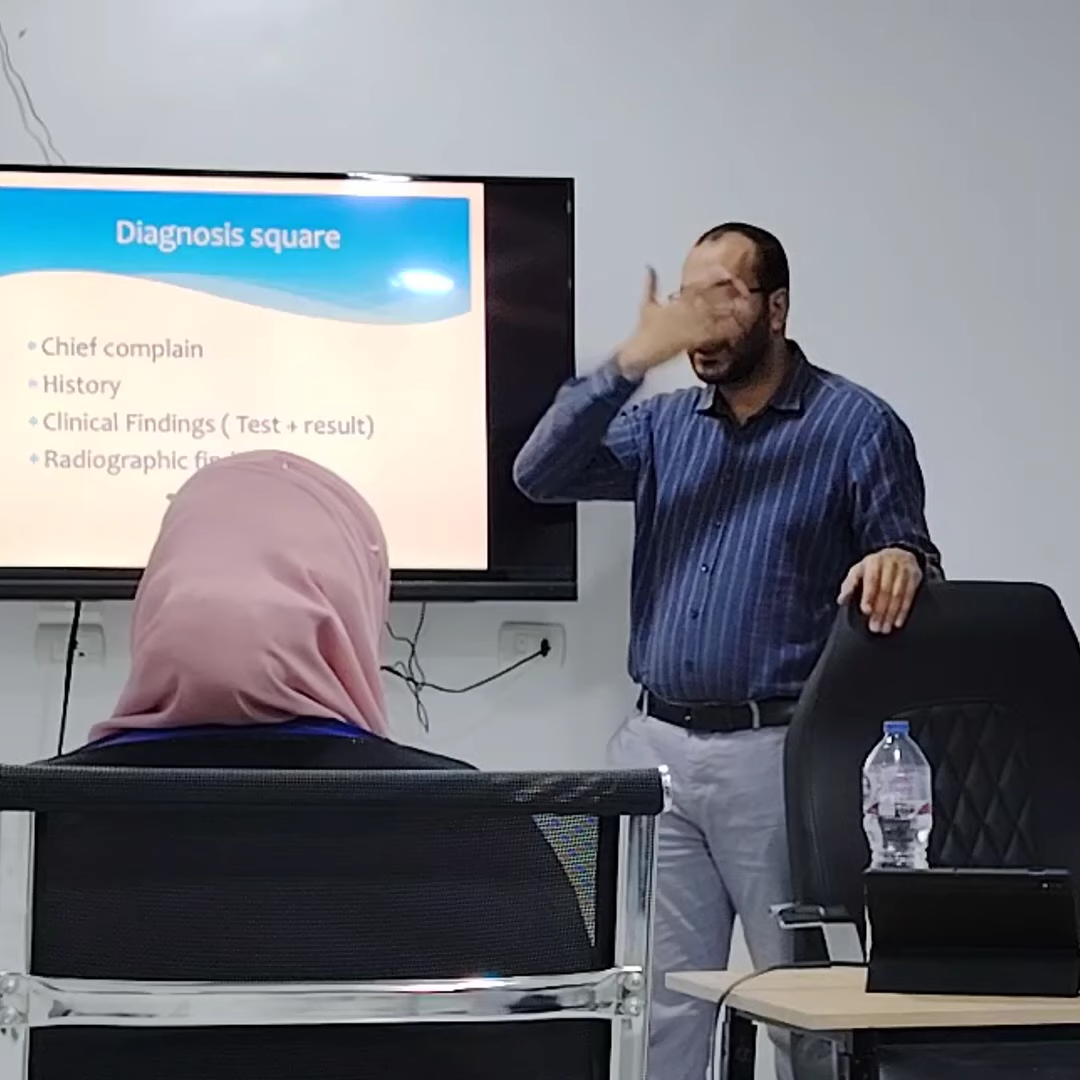 Diagnosis square
Chief complain
History
Clinical Findings ( Test + result)
Radiographic